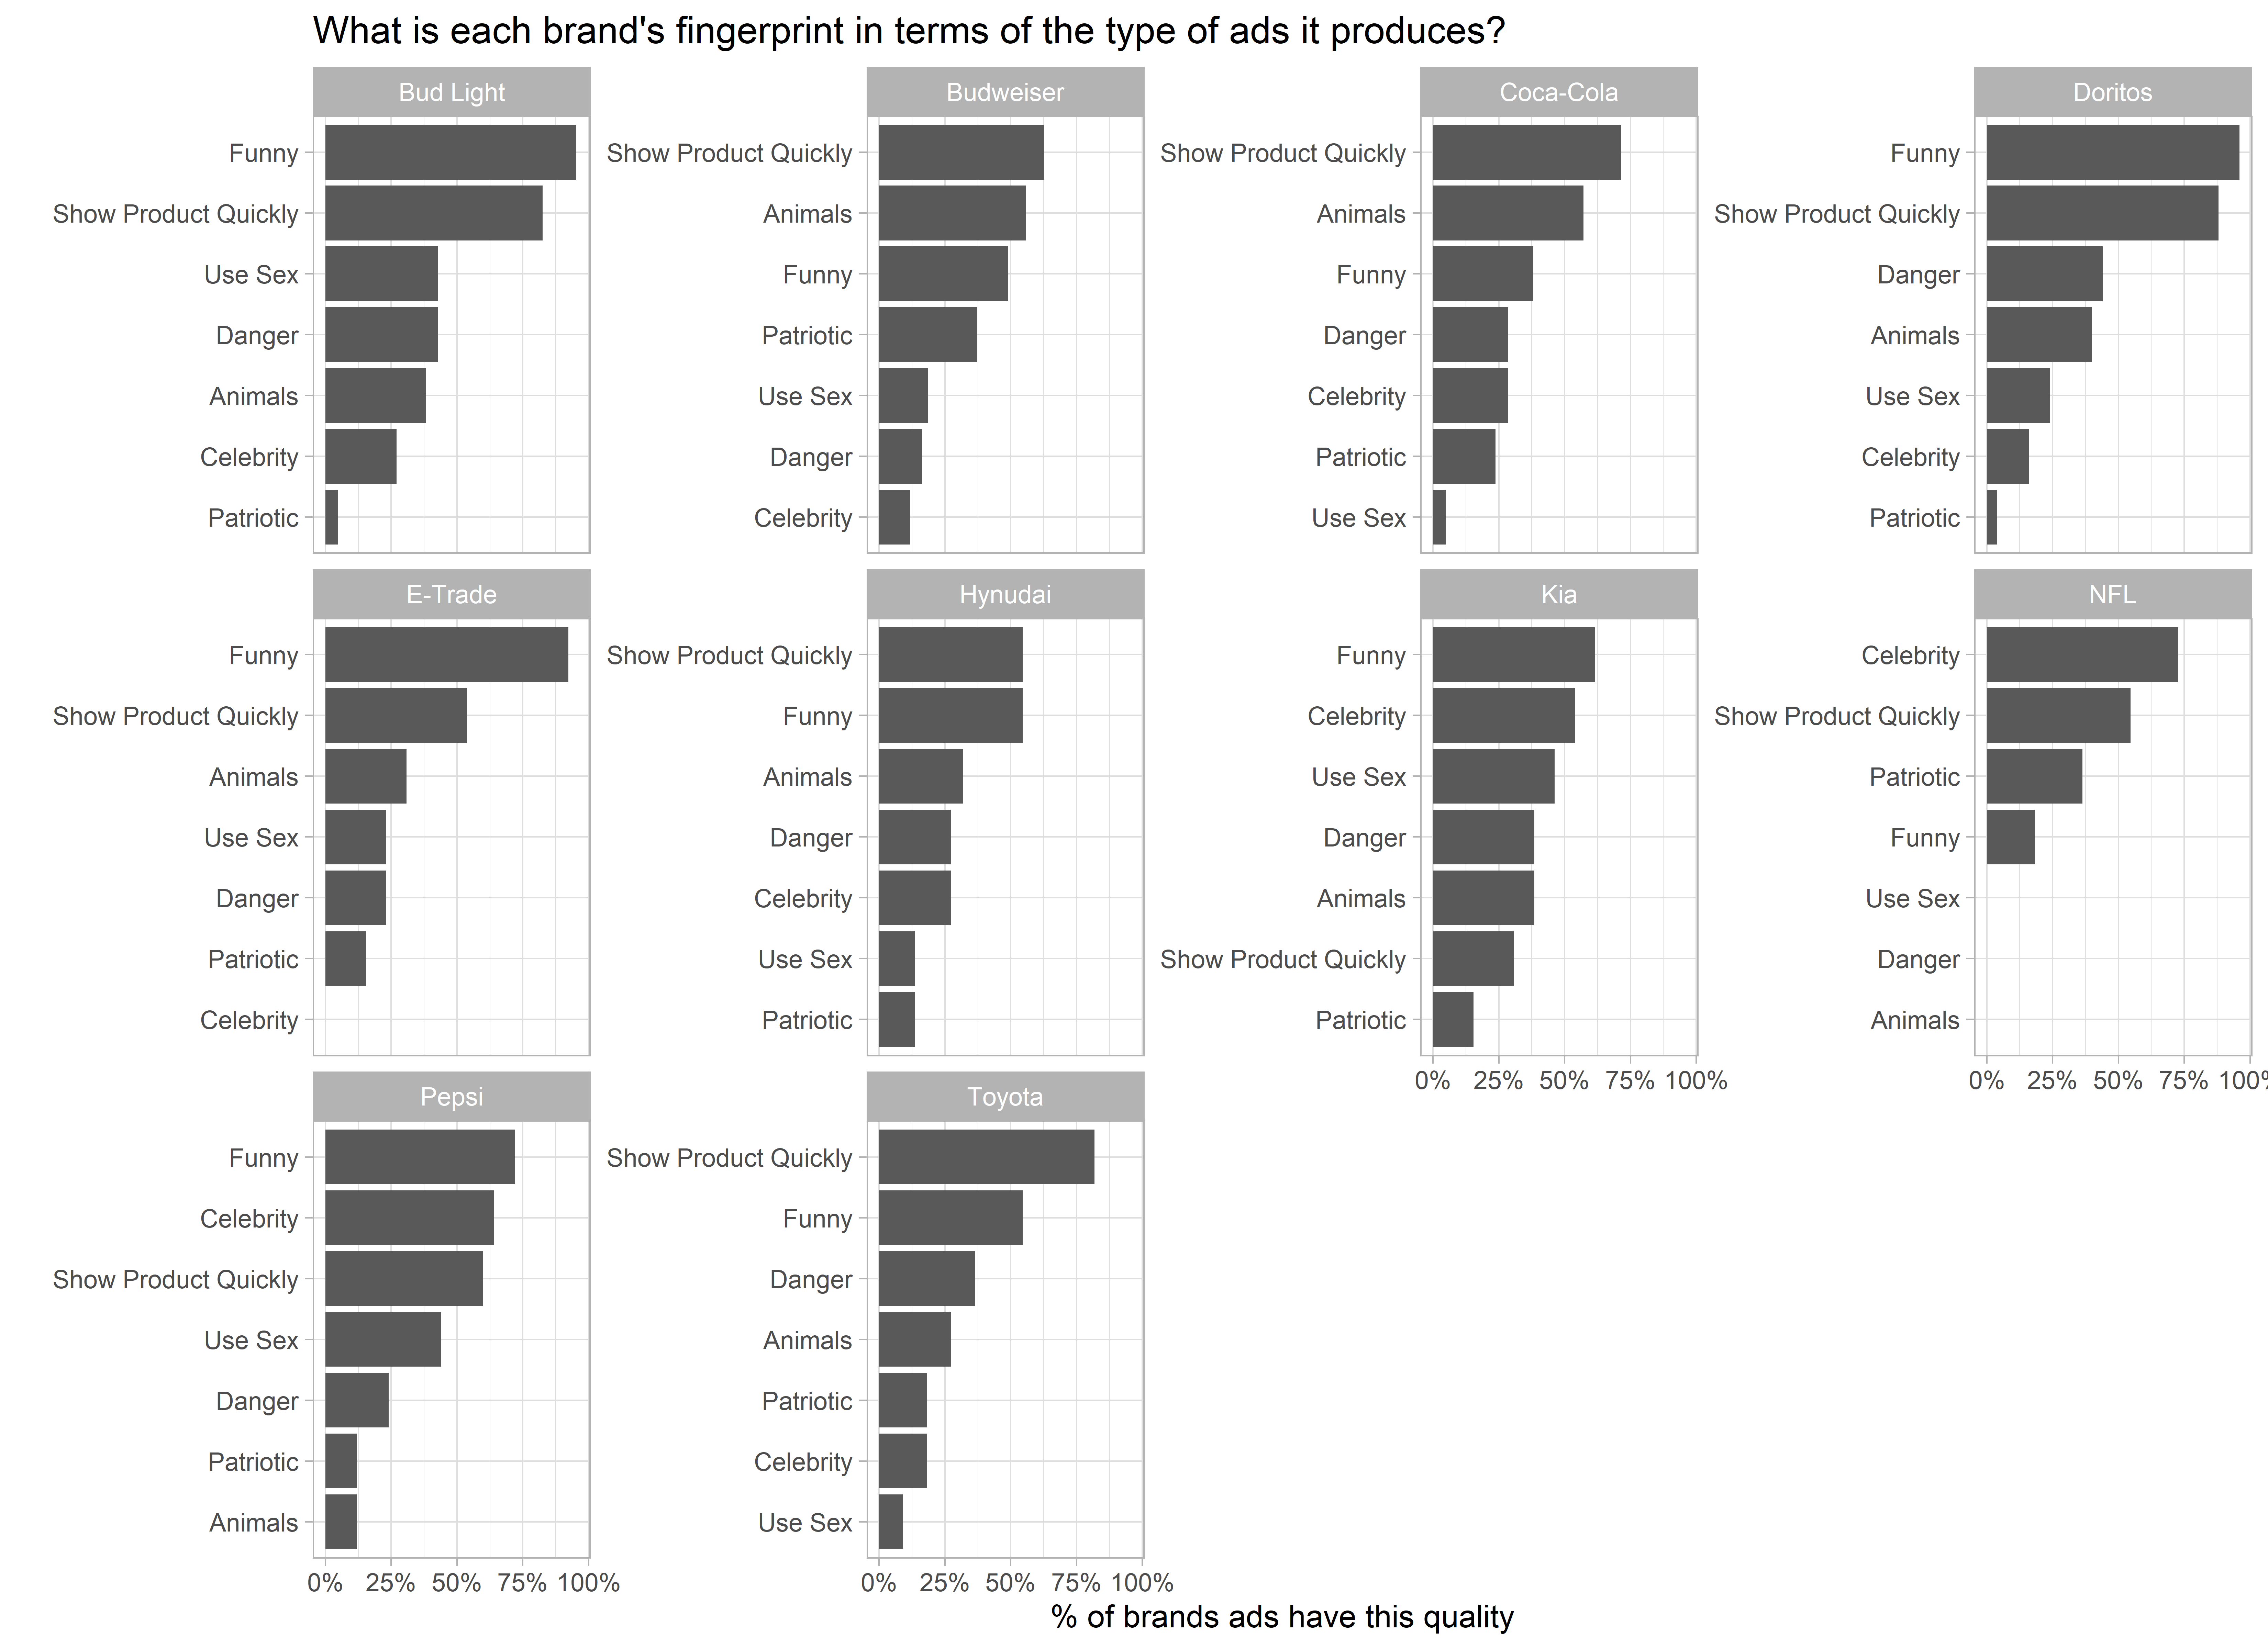 What is each brand's fingerprint in terms of the type of ads it produces?
Bud Light
Funny
Show Product Quickly
Use Sex
Danger
Animals
Celebrity
Patriotic
Budweiser
Show Product Quickly
Animals
Funny
Patriotic
Use Sex
Danger
Celebrity
Coca-Cola
Show Product Quickly
Animals
Funny
Danger
Celebrity
Patriotic
Use Sex
Doritos
Funny
Show Product Quickly
Danger
Animals
Use Sex
Celebrity
Patriotic
E-Trade
Funny
Show Product Quickly
Animals
Use Sex
Danger
Patriotic
Celebrity
Hynudai
Show Product Quickly
Funny
Animals
Danger
Celebrity
Use Sex
Patriotic
Kia
Funny
Celebrity
Use Sex
Danger
Animals
Show Product Quickly
Patriotic
0% 25% 50% 75% 100%
NFL
Celebrity
Show Product Quickly
Patriotic
Funny
Use Sex
Danger
Animals
0% 25% 50% 75% 100%
Pepsi
Funny
Celebrity
Show Product Quickly
Use Sex
Danger
Patriotic
Animals
0% 25% 50% 75% 100%
Toyota
Show Product Quickly
Funny
Danger
Animals
Patriotic
Celebrity
Use Sex
0% 25% 50% 75% 100%
% of brands ads have this quality